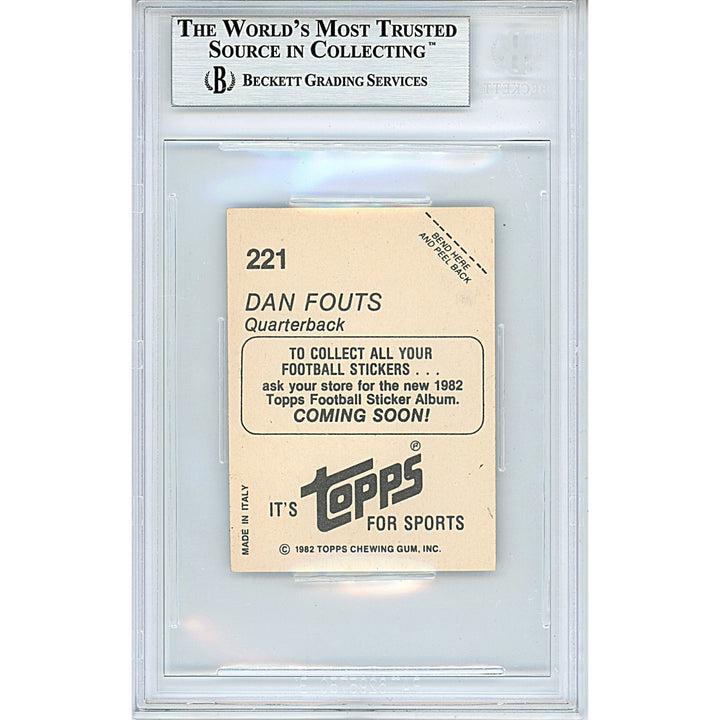 THE WORLD'S MOST TRUSTED
SOURCE IN COLLECTING™
B BECKETT GRADING SERVICES
BECKETT
BEND HERE
AND PEEL BACK
221
DAN FOUTS
Quarterback
TO COLLECT ALL YOUR
FOOTBALL STICKERS . . .
ask your store for the new 1982
Topps Football Sticker Album.
COMING SOON!
IT'S topps ®
FOR SPORTS
MADE IN ITALY
© 1982 TOPPS CHEWING GUM, INC.